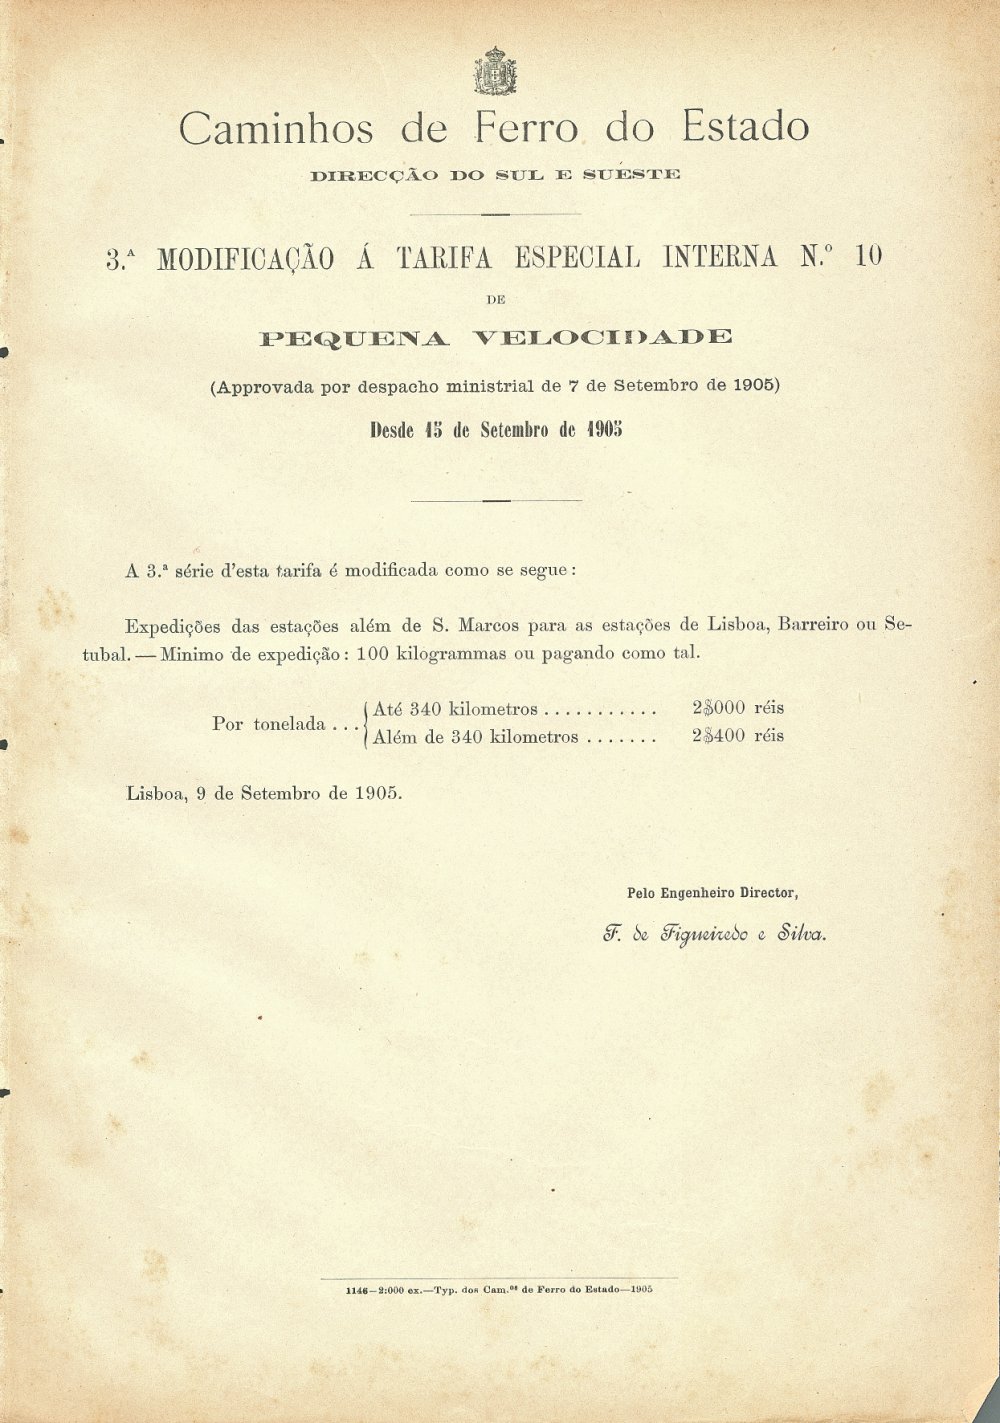 Caminhos de Ferro do Estado
DIRECÇÃO DO SUL E SUÉSTE
3.ᴬ MODIFICAÇÃO Á TARIFA ESPECIAL INTERNA N.º 10
DE
PEQUENA VELOCIDADE
(Approvada por despacho ministrial de 7 de Setembro de 1905)
Desde 15 de Setembro de 1905
A 3.ª série d'esta tarifa é modificada como se segue:
Expedições das estações além de S. Marcos para as estações de Lisboa, Barreiro ou Se-
tubal. — Minimo de expedição: 100 kilogrammas ou pagando como tal.
Por tonelada . . .
Até 340 kilometros . . . . . . . . . . . 2$000 réis
Além de 340 kilometros . . . . . . . 2$400 réis
Lisboa, 9 de Setembro de 1905.
Pelo Engenheiro Director,
F. de Figueiredo e Silva.
1146—2:000 ex.—Typ. dos Cam.ᵒˢ de Ferro do Estado—1905